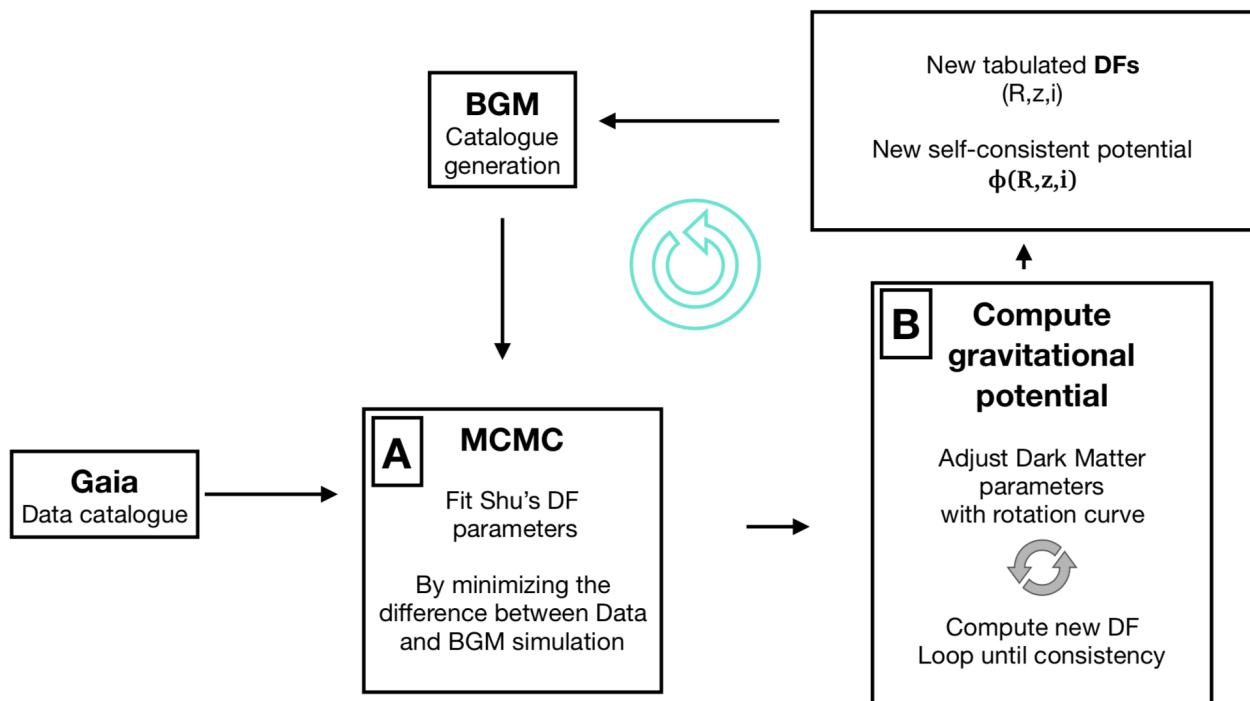 New tabulated DFs
(R,z,i)
New self-consistent potential
ϕ(R,z,i)
BGM
Catalogue
generation
B
Compute
gravitational
potential
Adjust Dark Matter
parameters
with rotation curve
Compute new DF
Loop until consistency
A
MCMC
Fit Shu's DF
parameters
By minimizing the
difference between Data
and BGM simulation
Gaia
Data catalogue